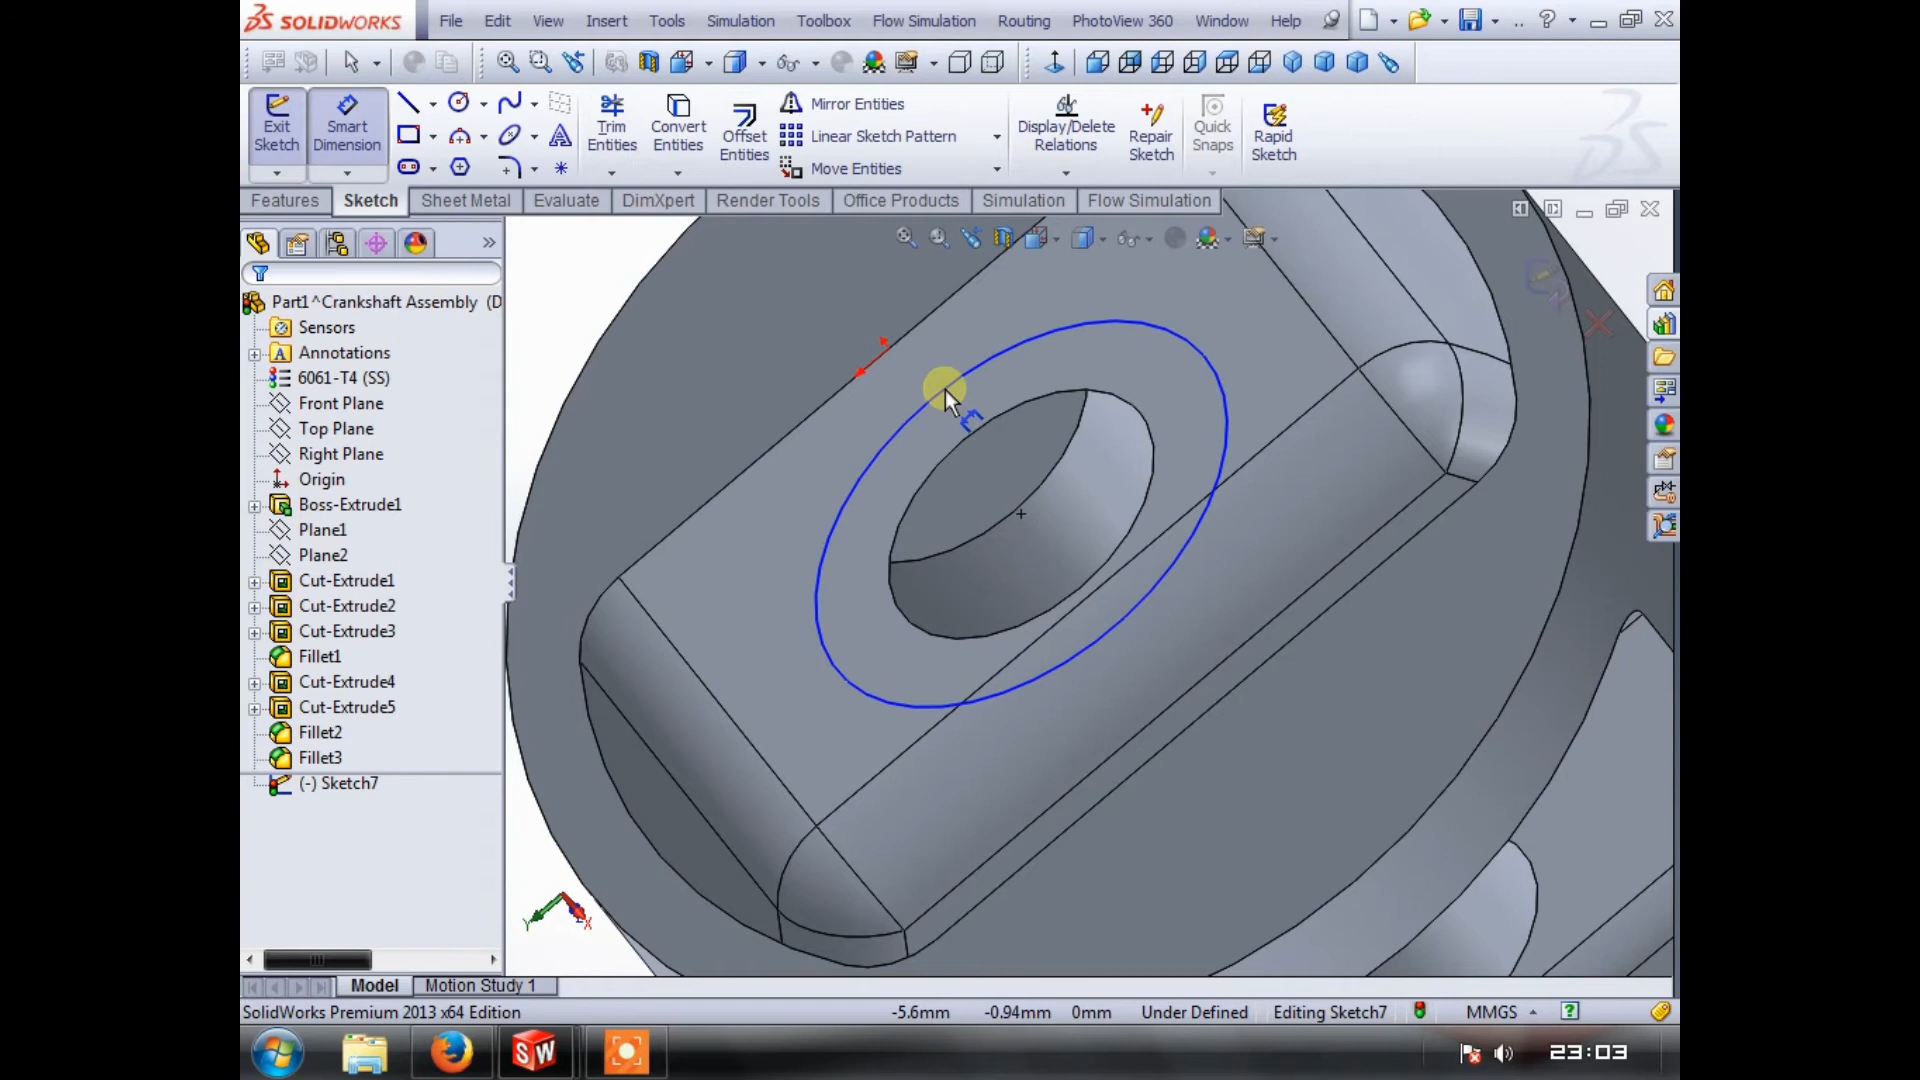 SOLIDWORKS File Edit View Insert Tools Simulation Toolbox Flow Simulation Routing PhotoView 360 Window Help
Exit Sketch
Smart Dimension
Trim Entities
Convert Entities
Offset Entities
Mirror Entities
Linear Sketch Pattern
Move Entities
Display/Delete Relations
Repair Sketch
Quick Snaps
Rapid Sketch
Features Sketch Sheet Metal Evaluate DimXpert Render Tools Office Products Simulation Flow Simulation
Part1^Crankshaft Assembly (D
Sensors
Annotations
6061-T4 (SS)
Front Plane
Top Plane
Right Plane
Origin
Boss-Extrude1
Plane1
Plane2
Cut-Extrude1
Cut-Extrude2
Cut-Extrude3
Fillet1
Cut-Extrude4
Cut-Extrude5
Fillet2
Fillet3
(-) Sketch7
Y X
Model Motion Study 1
SolidWorks Premium 2013 x64 Edition -5.6mm -0.94mm 0mm Under Defined Editing Sketch7 MMGS
SW 23:03